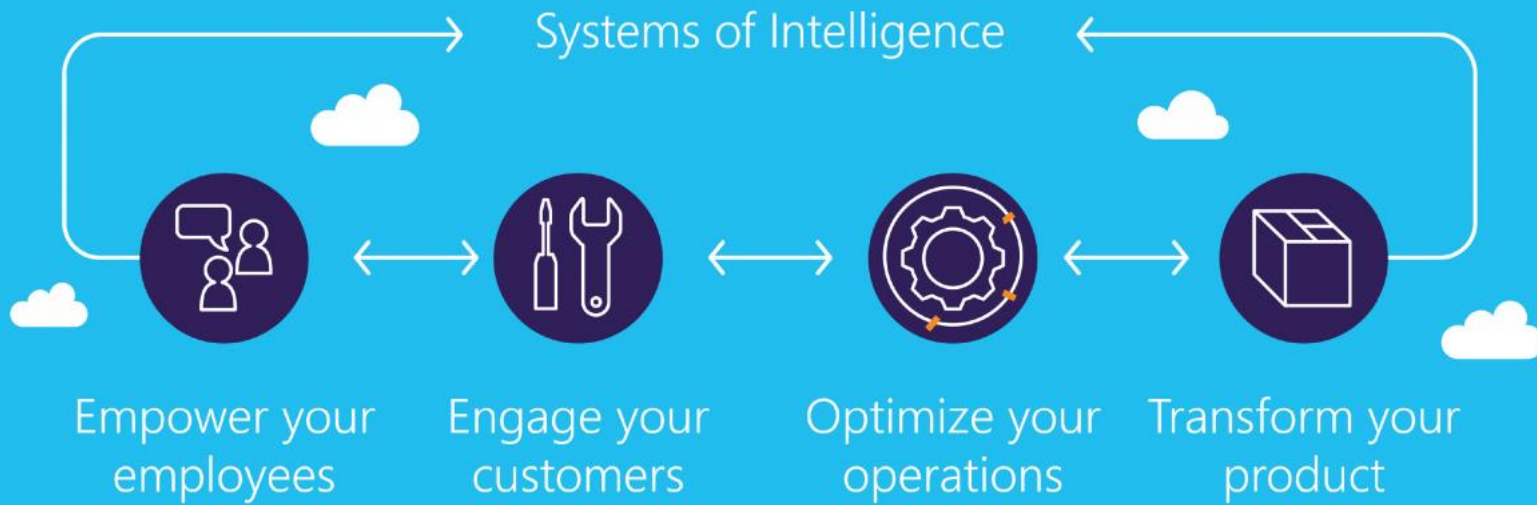 Systems of Intelligence
Empower your
employees
Engage your
customers
Optimize your
operations
Transform your
product